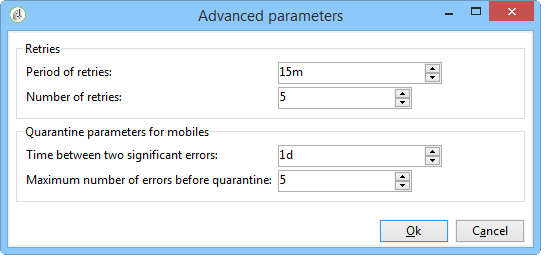 Advanced parameters
Retries
Period of retries: 15m
Number of retries: 5
Quarantine parameters for mobiles
Time between two significant errors: 1d
Maximum number of errors before quarantine: 5
Ok Cancel